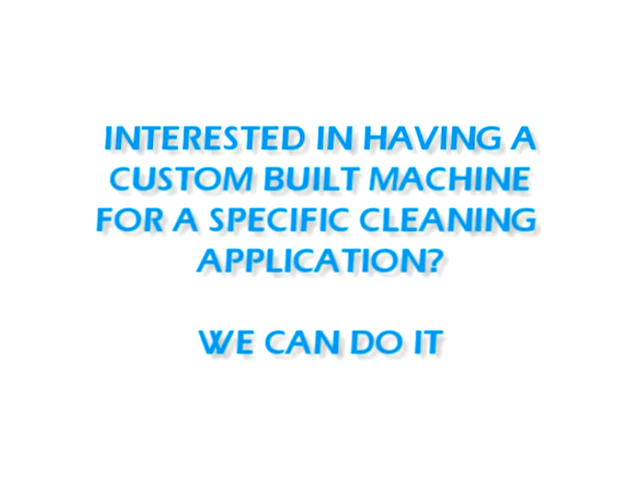 INTERESTED IN HAVING A
CUSTOM BUILT MACHINE
FOR A SPECIFIC CLEANING
APPLICATION?
WE CAN DO IT